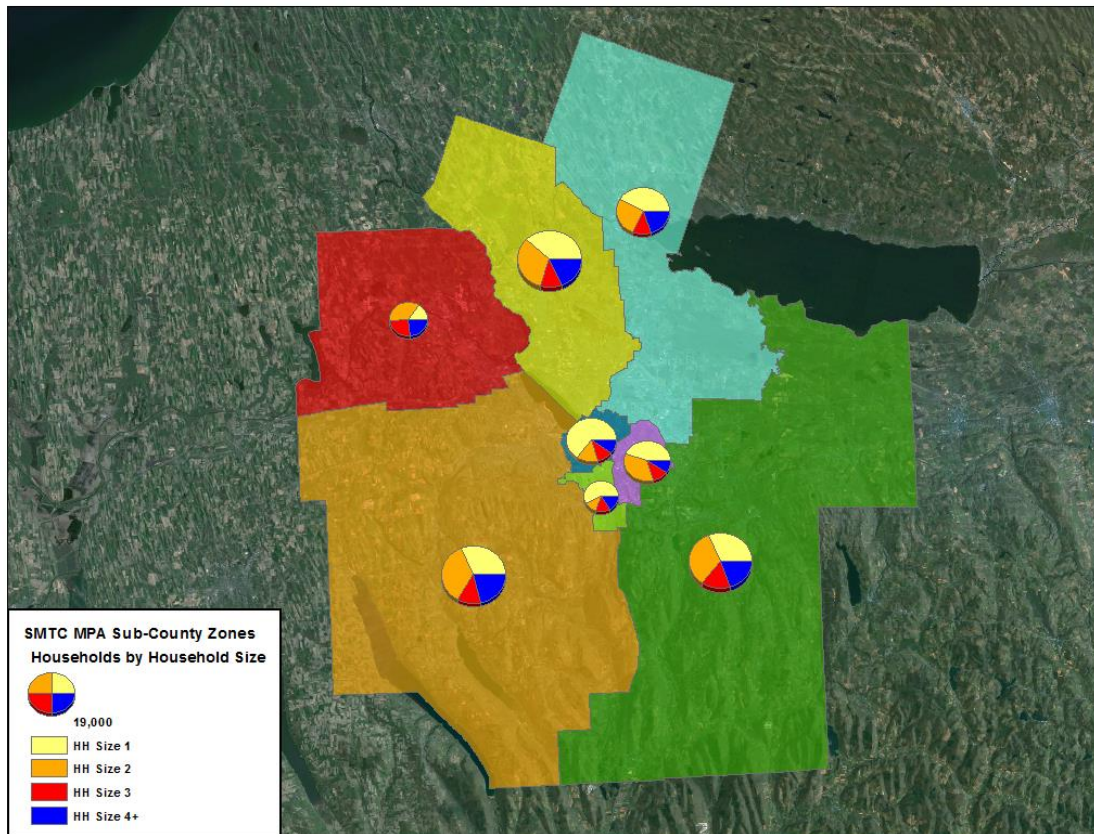 SMTC MPA Sub-County Zones
Households by Household Size
19,000
HH Size 1
HH Size 2
HH Size 3
HH Size 4+